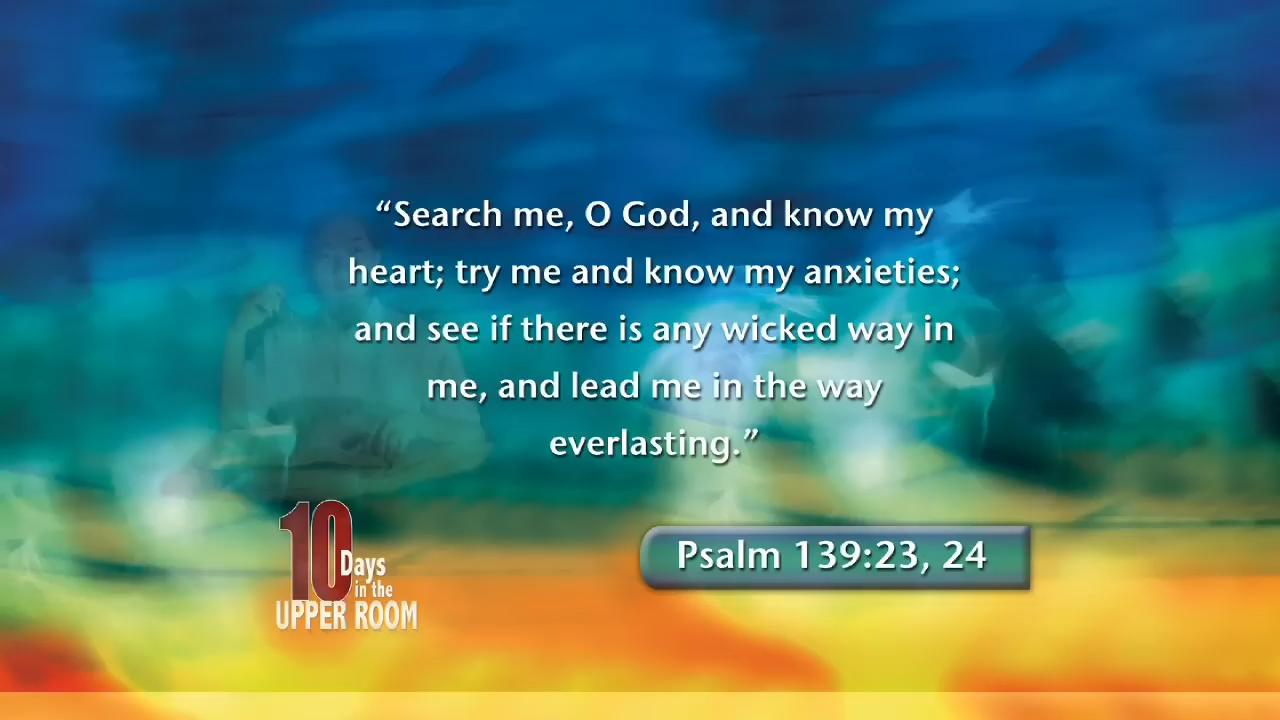 “Search me, O God, and know my
heart; try me and know my anxieties;
and see if there is any wicked way in
me, and lead me in the way
everlasting.”
10 Days
in the
UPPER ROOM
Psalm 139:23, 24